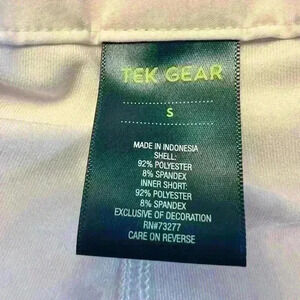 TEK GEAR
S
MADE IN INDONESIA
SHELL:
92% POLYESTER
8% SPANDEX
INNER SHORT:
92% POLYESTER
8% SPANDEX
EXCLUSIVE OF DECORATION
RN#73277
CARE ON REVERSE